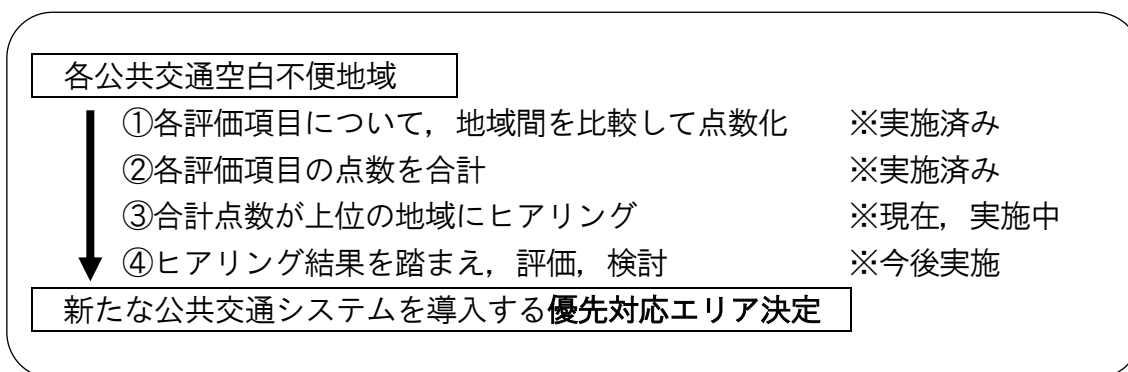 各公共交通空白不便地域
①各評価項目について，地域間を比較して点数化 ※実施済み
②各評価項目の点数を合計 ※実施済み
③合計点数が上位の地域にヒアリング ※現在，実施中
④ヒアリング結果を踏まえ，評価，検討 ※今後実施
新たな公共交通システムを導入する優先対応エリア決定